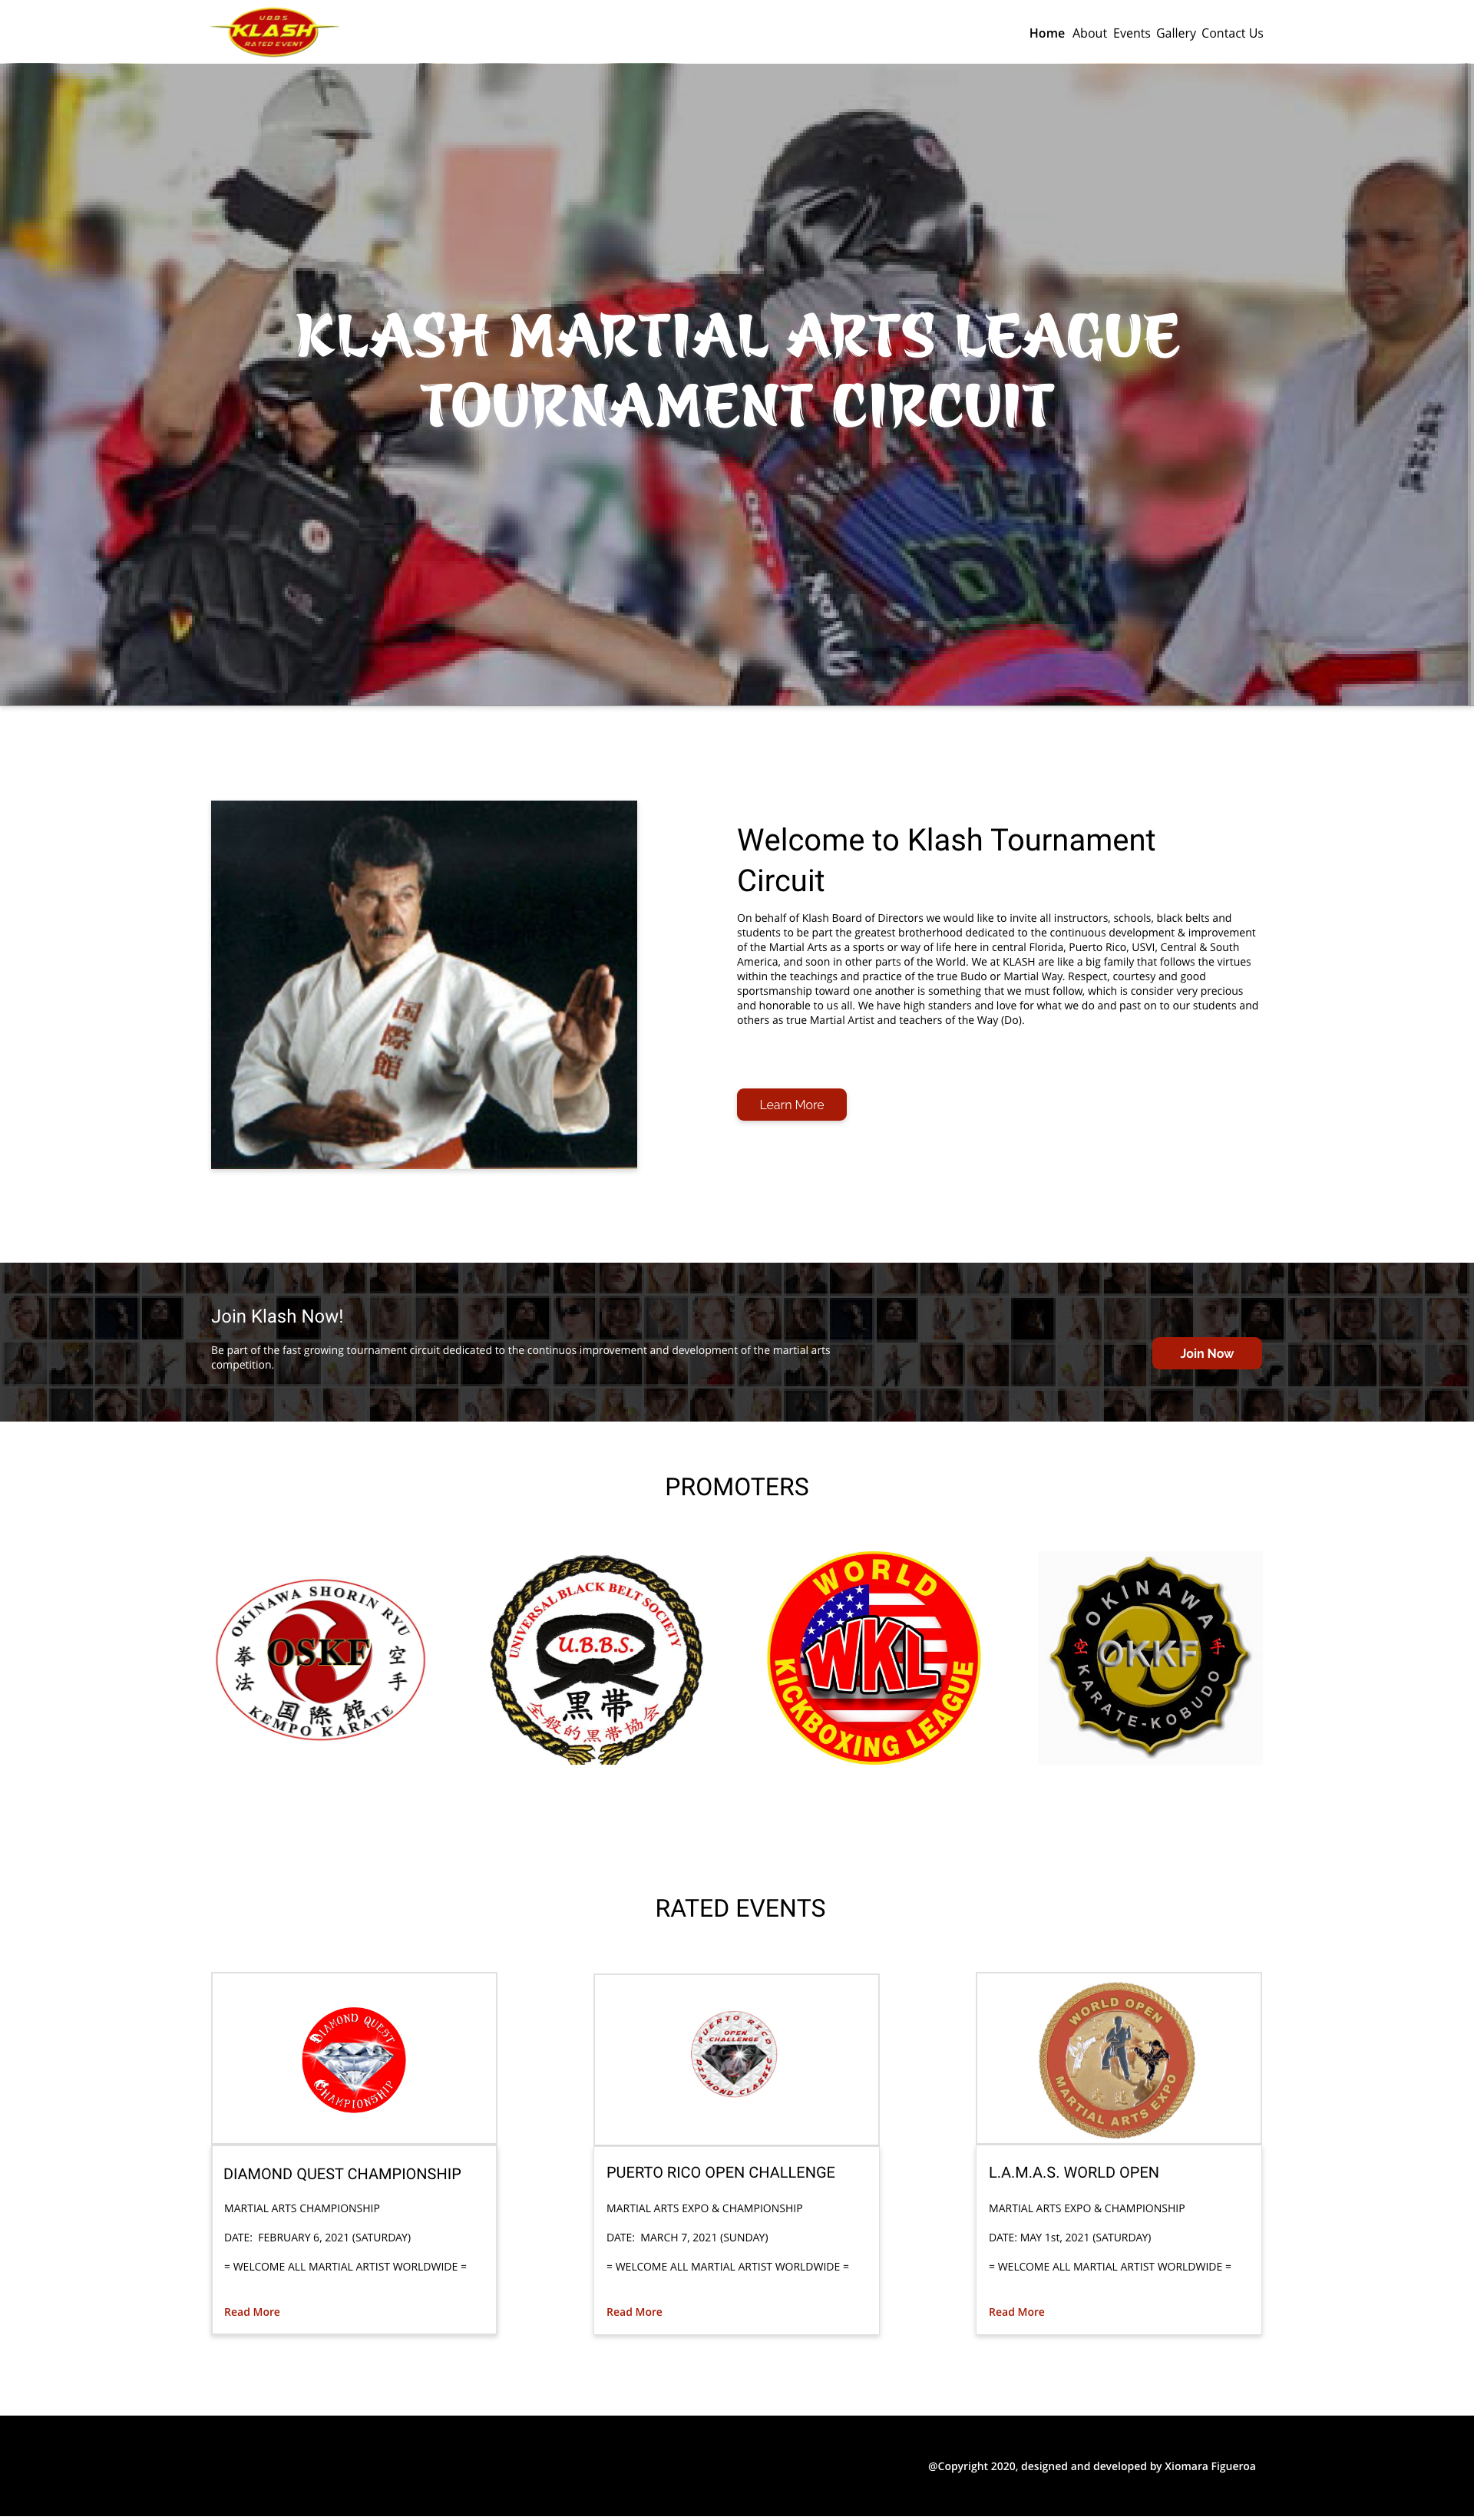 U.B.B.S
KLASH
RATED EVENT
Home About Events Gallery Contact Us
KLASH MARTIAL ARTS LEAGUE
TOURNAMENT CIRCUIT
TEAM
国際館
Welcome to Klash Tournament
Circuit
On behalf of Klash Board of Directors we would like to invite all instructors, schools, black belts and
students to be part the greatest brotherhood dedicated to the continuous development & improvement
of the Martial Arts as a sports or way of life here in central Florida, Puerto Rico, USVI, Central & South
America, and soon in other parts of the World. We at KLASH are like a big family that follows the virtues
within the teachings and practice of the true Budo or Martial Way. Respect, courtesy and good
sportsmanship toward one another is something that we must follow, which is consider very precious
and honorable to us all. We have high standers and love for what we do and past on to our students and
others as true Martial Artist and teachers of the Way (Do).
Learn More
Join Klash Now!
Be part of the fast growing tournament circuit dedicated to the continuos improvement and development of the martial arts
competition.
Join Now
PROMOTERS
OKINAWA SHORIN RYU
OSKF
拳法
空手
国際館
KEMPO KARATE
UNIVERSAL BLACK BELT SOCIETY
U.B.B.S.
黒帯
全般的黒帯協会
WORLD
WKL
KICKBOXING LEAGUE
OKINAWA
空 OKKF 手
KARATE-KOBUDO
RATED EVENTS
DIAMOND QUEST
CHAMPIONSHIP
PUERTO RICO
OPEN
CHALLENGE
DIAMOND CLASSIC
WORLD OPEN
武道
MARTIAL ARTS EXPO
DIAMOND QUEST CHAMPIONSHIP
MARTIAL ARTS CHAMPIONSHIP
DATE:  FEBRUARY 6, 2021 (SATURDAY)
= WELCOME ALL MARTIAL ARTIST WORLDWIDE =
Read More
PUERTO RICO OPEN CHALLENGE
MARTIAL ARTS EXPO & CHAMPIONSHIP
DATE:  MARCH 7, 2021 (SUNDAY)
= WELCOME ALL MARTIAL ARTIST WORLDWIDE =
Read More
L.A.M.A.S. WORLD OPEN
MARTIAL ARTS EXPO & CHAMPIONSHIP
DATE: MAY 1st, 2021 (SATURDAY)
= WELCOME ALL MARTIAL ARTIST WORLDWIDE =
Read More
@Copyright 2020, designed and developed by Xiomara Figueroa